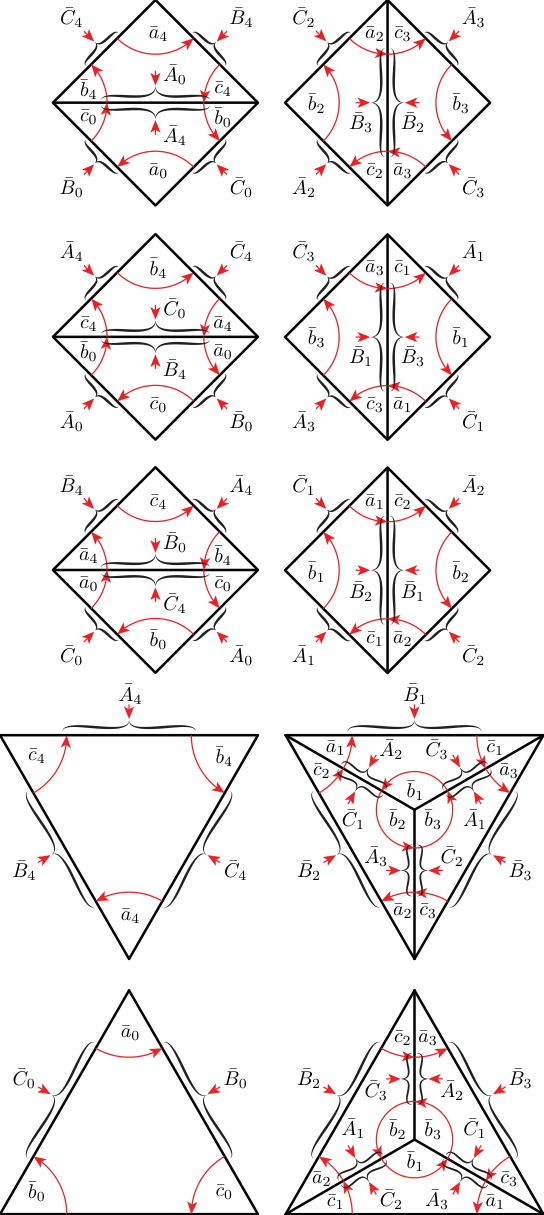 C̄₄ B̄₄ C̄₂ Ā₃
ā₄ ā₂ c̄₃
Ā₀
b̄₄ c̄₄ b̄₂ b̄₃
c̄₀ b̄₀ B̄₃ B̄₂
Ā₄
ā₀ c̄₂ ā₃
B̄₀ C̄₀ Ā₂ C̄₃
Ā₄ C̄₄ C̄₃ Ā₁
b̄₄ ā₃ c̄₁
C̄₀
c̄₄ ā₄ b̄₃ b̄₁
b̄₀ ā₀ B̄₁ B̄₃
B̄₄
c̄₀ c̄₃ ā₁
Ā₀ B̄₀ Ā₃ C̄₁
B̄₄ Ā₄ C̄₁ Ā₂
c̄₄ ā₁ c̄₂
B̄₀
ā₄ b̄₄ b̄₁ b̄₂
ā₀ c̄₀ B̄₂ B̄₁
C̄₄
b̄₀ c̄₁ ā₂
C̄₀ Ā₀ Ā₁ C̄₂
Ā₄ B̄₁
c̄₄ b̄₄ ā₁ Ā₂ C̄₃ c̄₁
c̄₂ ā₃
b̄₁
C̄₁ b̄₂ b̄₃ Ā₁
Ā₃ C̄₂
B̄₄ C̄₄ B̄₂ B̄₃
ā₄ ā₂ c̄₃
ā₀ c̄₂ ā₃
C̄₀ B̄₀ B̄₂ C̄₃ Ā₂ B̄₃
Ā₁ b̄₂ b̄₃ C̄₁
b̄₁
b̄₀ c̄₀ ā₂ c̄₃
c̄₁ C̄₂ Ā₃ ā₁